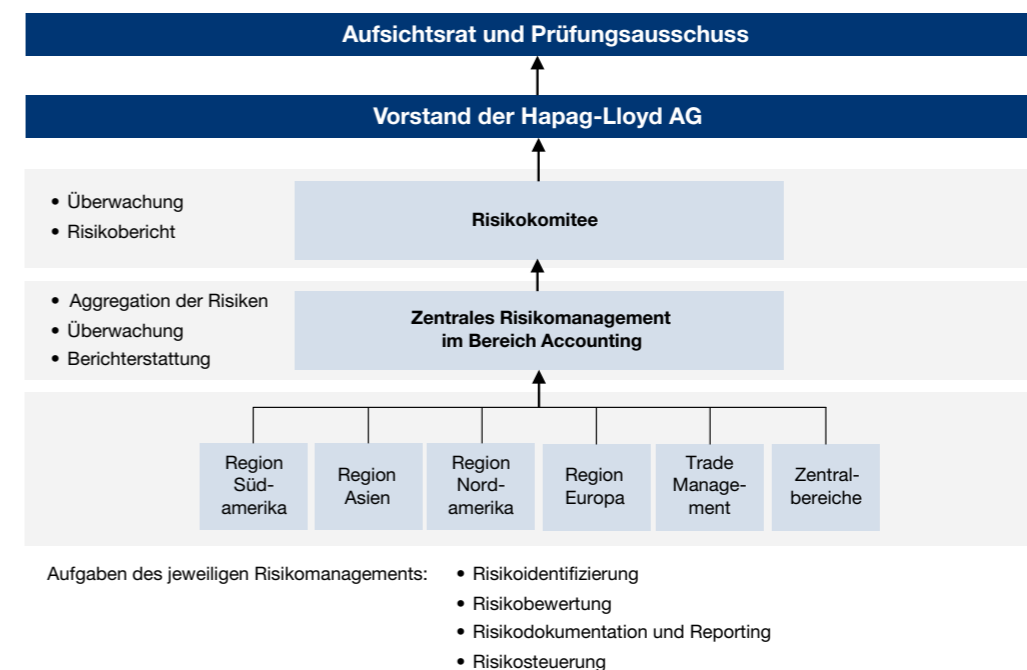 Aufsichtsrat und Prüfungsausschuss
Vorstand der Hapag-Lloyd AG
• Überwachung
• Risikobericht
Risikokomitee
• Aggregation der Risiken
• Überwachung
• Berichterstattung
Zentrales Risikomanagement
im Bereich Accounting
Region
Süd-
amerika
Region
Asien
Region
Nord-
amerika
Region
Europa
Trade
Manage-
ment
Zentral-
bereiche
Aufgaben des jeweiligen Risikomanagements:
• Risikoidentifizierung
• Risikobewertung
• Risikodokumentation und Reporting
• Risikosteuerung